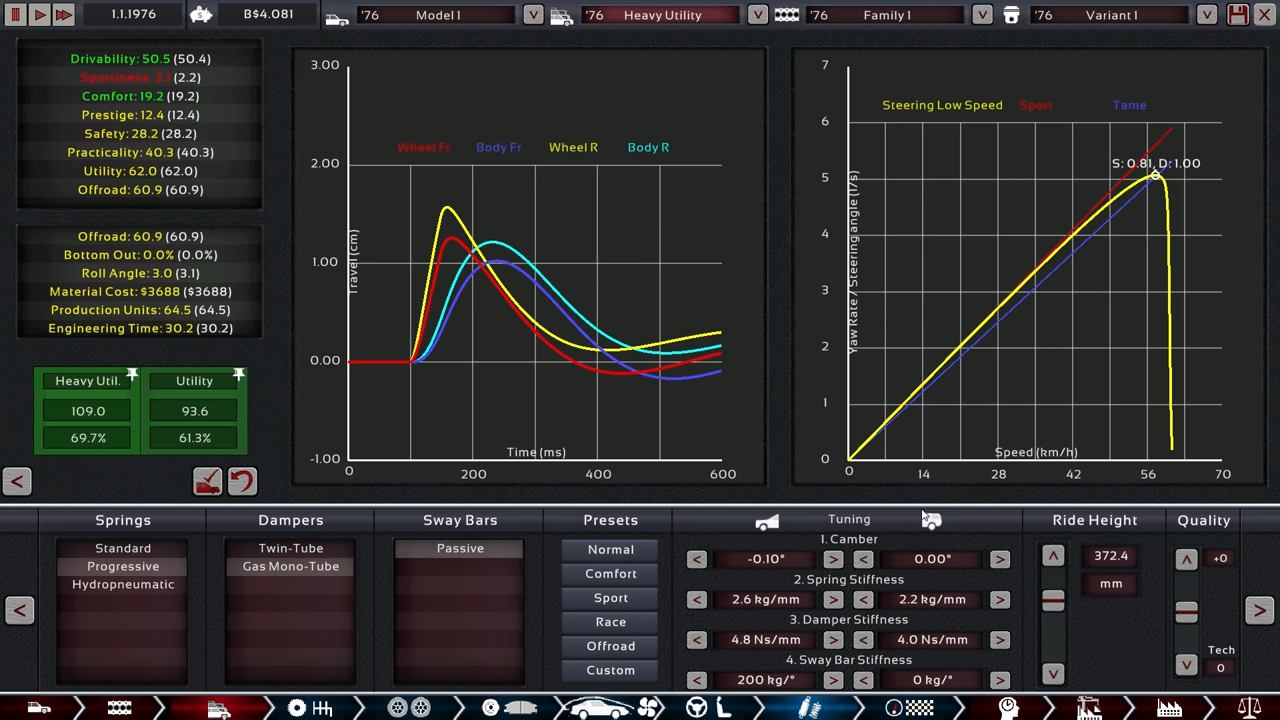 1.1.1976 B$4.081 '76 Model 1 '76 Heavy Utility '76 Family 1 '76 Variant 1
Drivability: 50.5 (50.4)
Sportiness: 2.1 (2.2)
Comfort: 19.2 (19.2)
Prestige: 12.4 (12.4)
Safety: 28.2 (28.2)
Practicality: 40.3 (40.3)
Utility: 62.0 (62.0)
Offroad: 60.9 (60.9)
Offroad: 60.9 (60.9)
Bottom Out: 0.0% (0.0%)
Roll Angle: 3.0 (3.1)
Material Cost: $3688 ($3688)
Production Units: 64.5 (64.5)
Engineering Time: 30.2 (30.2)
Heavy Util. Utility
109.0 93.6
69.7% 61.3%
3.00
2.00
1.00
0.00
-1.00
Travel (cm)
Wheel Fr Body Fr Wheel R Body R
Time (ms)
0 200 400 600
7
6
5
4
3
2
1
0
Yaw Rate / Steering angle (1/s)
Steering Low Speed Sport Tame
S: 0.81, D: 1.00
Speed (km/h)
0 14 28 42 56 70
Springs
Standard
Progressive
Hydropneumatic
Dampers
Twin-Tube
Gas Mono-Tube
Sway Bars
Passive
Presets
Normal
Comfort
Sport
Race
Offroad
Custom
Tuning
1. Camber
-0.10° 0.00°
2. Spring Stiffness
2.6 kg/mm 2.2 kg/mm
3. Damper Stiffness
4.8 Ns/mm 4.0 Ns/mm
4. Sway Bar Stiffness
200 kg/° 0 kg/°
Ride Height
372.4
mm
Quality
+0
Tech
0